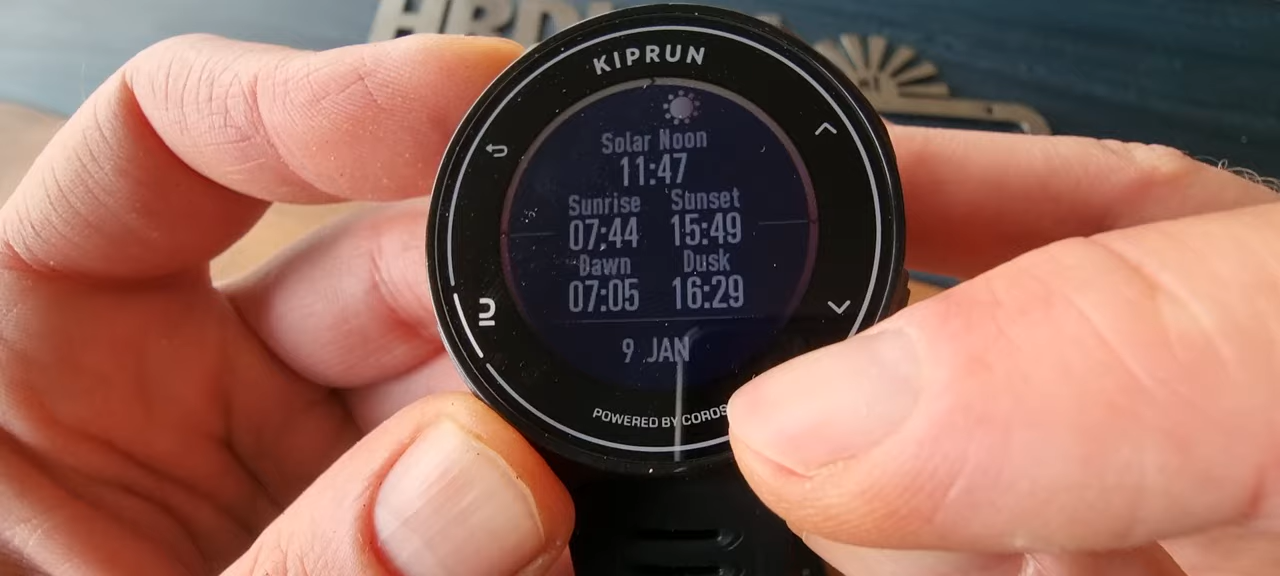 KIPRUN
Solar Noon
11:47
Sunrise Sunset
07:44 15:49
Dawn Dusk
07:05 16:29
9 JAN
POWERED BY COROS